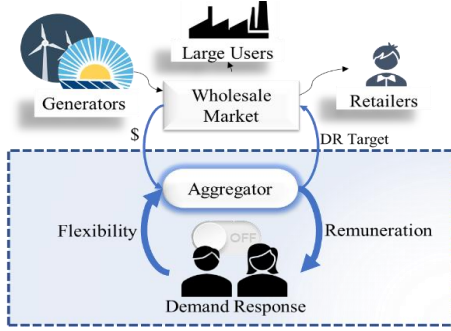 Large Users
Generators
Wholesale
Market
Retailers
$
DR Target
Aggregator
Flexibility
OFF
Remuneration
Demand Response